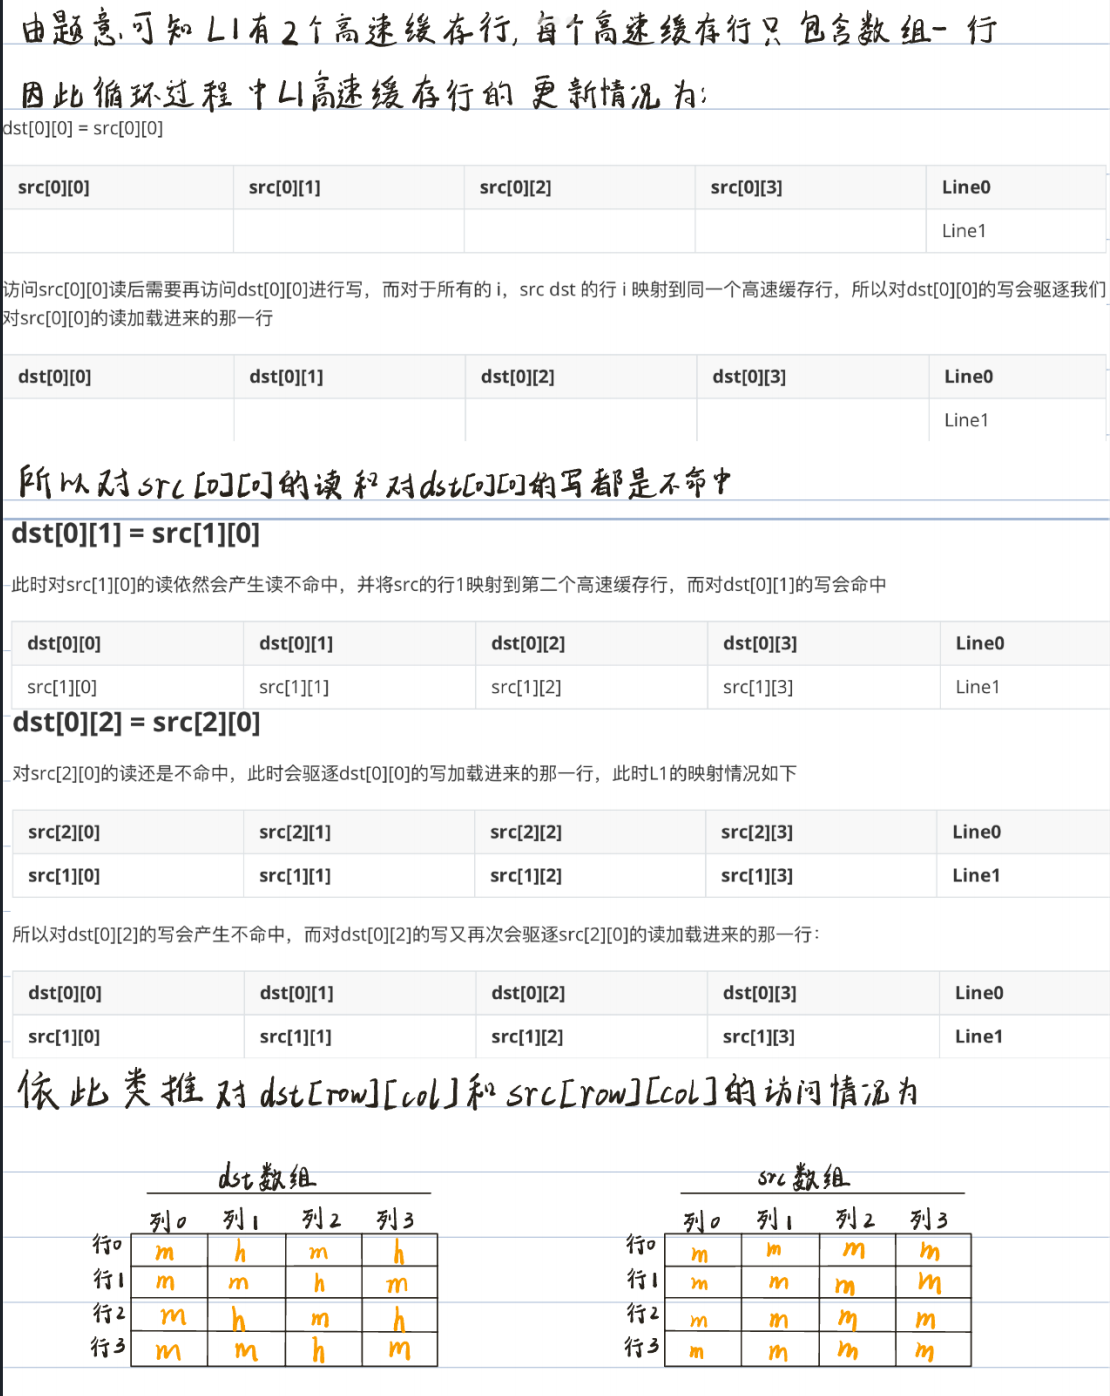 由题意可知 L1有2个高速缓存行,每个高速缓存行只包含数组一行
因此循环过程中L1高速缓存行的更新情况为:
dst[0][0] = src[0][0]
src[0][0] src[0][1] src[0][2] src[0][3] Line0
Line1
访问src[0][0]读后需要再访问dst[0][0]进行写，而对于所有的 i，src dst 的行 i 映射到同一个高速缓存行，所以对dst[0][0]的写会驱逐我们
对src[0][0]的读加载进来的那一行
dst[0][0] dst[0][1] dst[0][2] dst[0][3] Line0
Line1
所以对src[0][0]的读和对dst[0][0]的写都是不命中
dst[0][1] = src[1][0]
此时对src[1][0]的读依然会产生读不命中，并将src的行1映射到第二个高速缓存行，而对dst[0][1]的写会命中
dst[0][0] dst[0][1] dst[0][2] dst[0][3] Line0
src[1][0] src[1][1] src[1][2] src[1][3] Line1
dst[0][2] = src[2][0]
对src[2][0]的读还是不命中，此时会驱逐dst[0][0]的写加载进来的那一行，此时L1的映射情况如下
src[2][0] src[2][1] src[2][2] src[2][3] Line0
src[1][0] src[1][1] src[1][2] src[1][3] Line1
所以对dst[0][2]的写会产生不命中，而对dst[0][2]的写又再次会驱逐src[2][0]的读加载进来的那一行：
dst[0][0] dst[0][1] dst[0][2] dst[0][3] Line0
src[1][0] src[1][1] src[1][2] src[1][3] Line1
依此类推对dst[row][col]和src[row][col]的访问情况为
dst数组
列0 列1 列2 列3
行0 m h m h
行1 m m h m
行2 m h m h
行3 m m h m
src数组
列0 列1 列2 列3
行0 m m m m
行1 m m m m
行2 m m m m
行3 m m m m